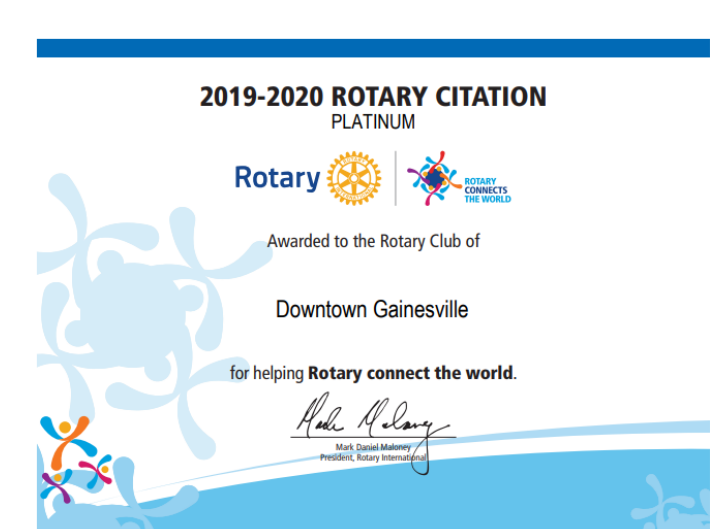 2019-2020 ROTARY CITATION
PLATINUM
Rotary
ROTARY
CONNECTS
THE WORLD
Awarded to the Rotary Club of
Downtown Gainesville
for helping Rotary connect the world.
Mark Daniel Maloney
President, Rotary International